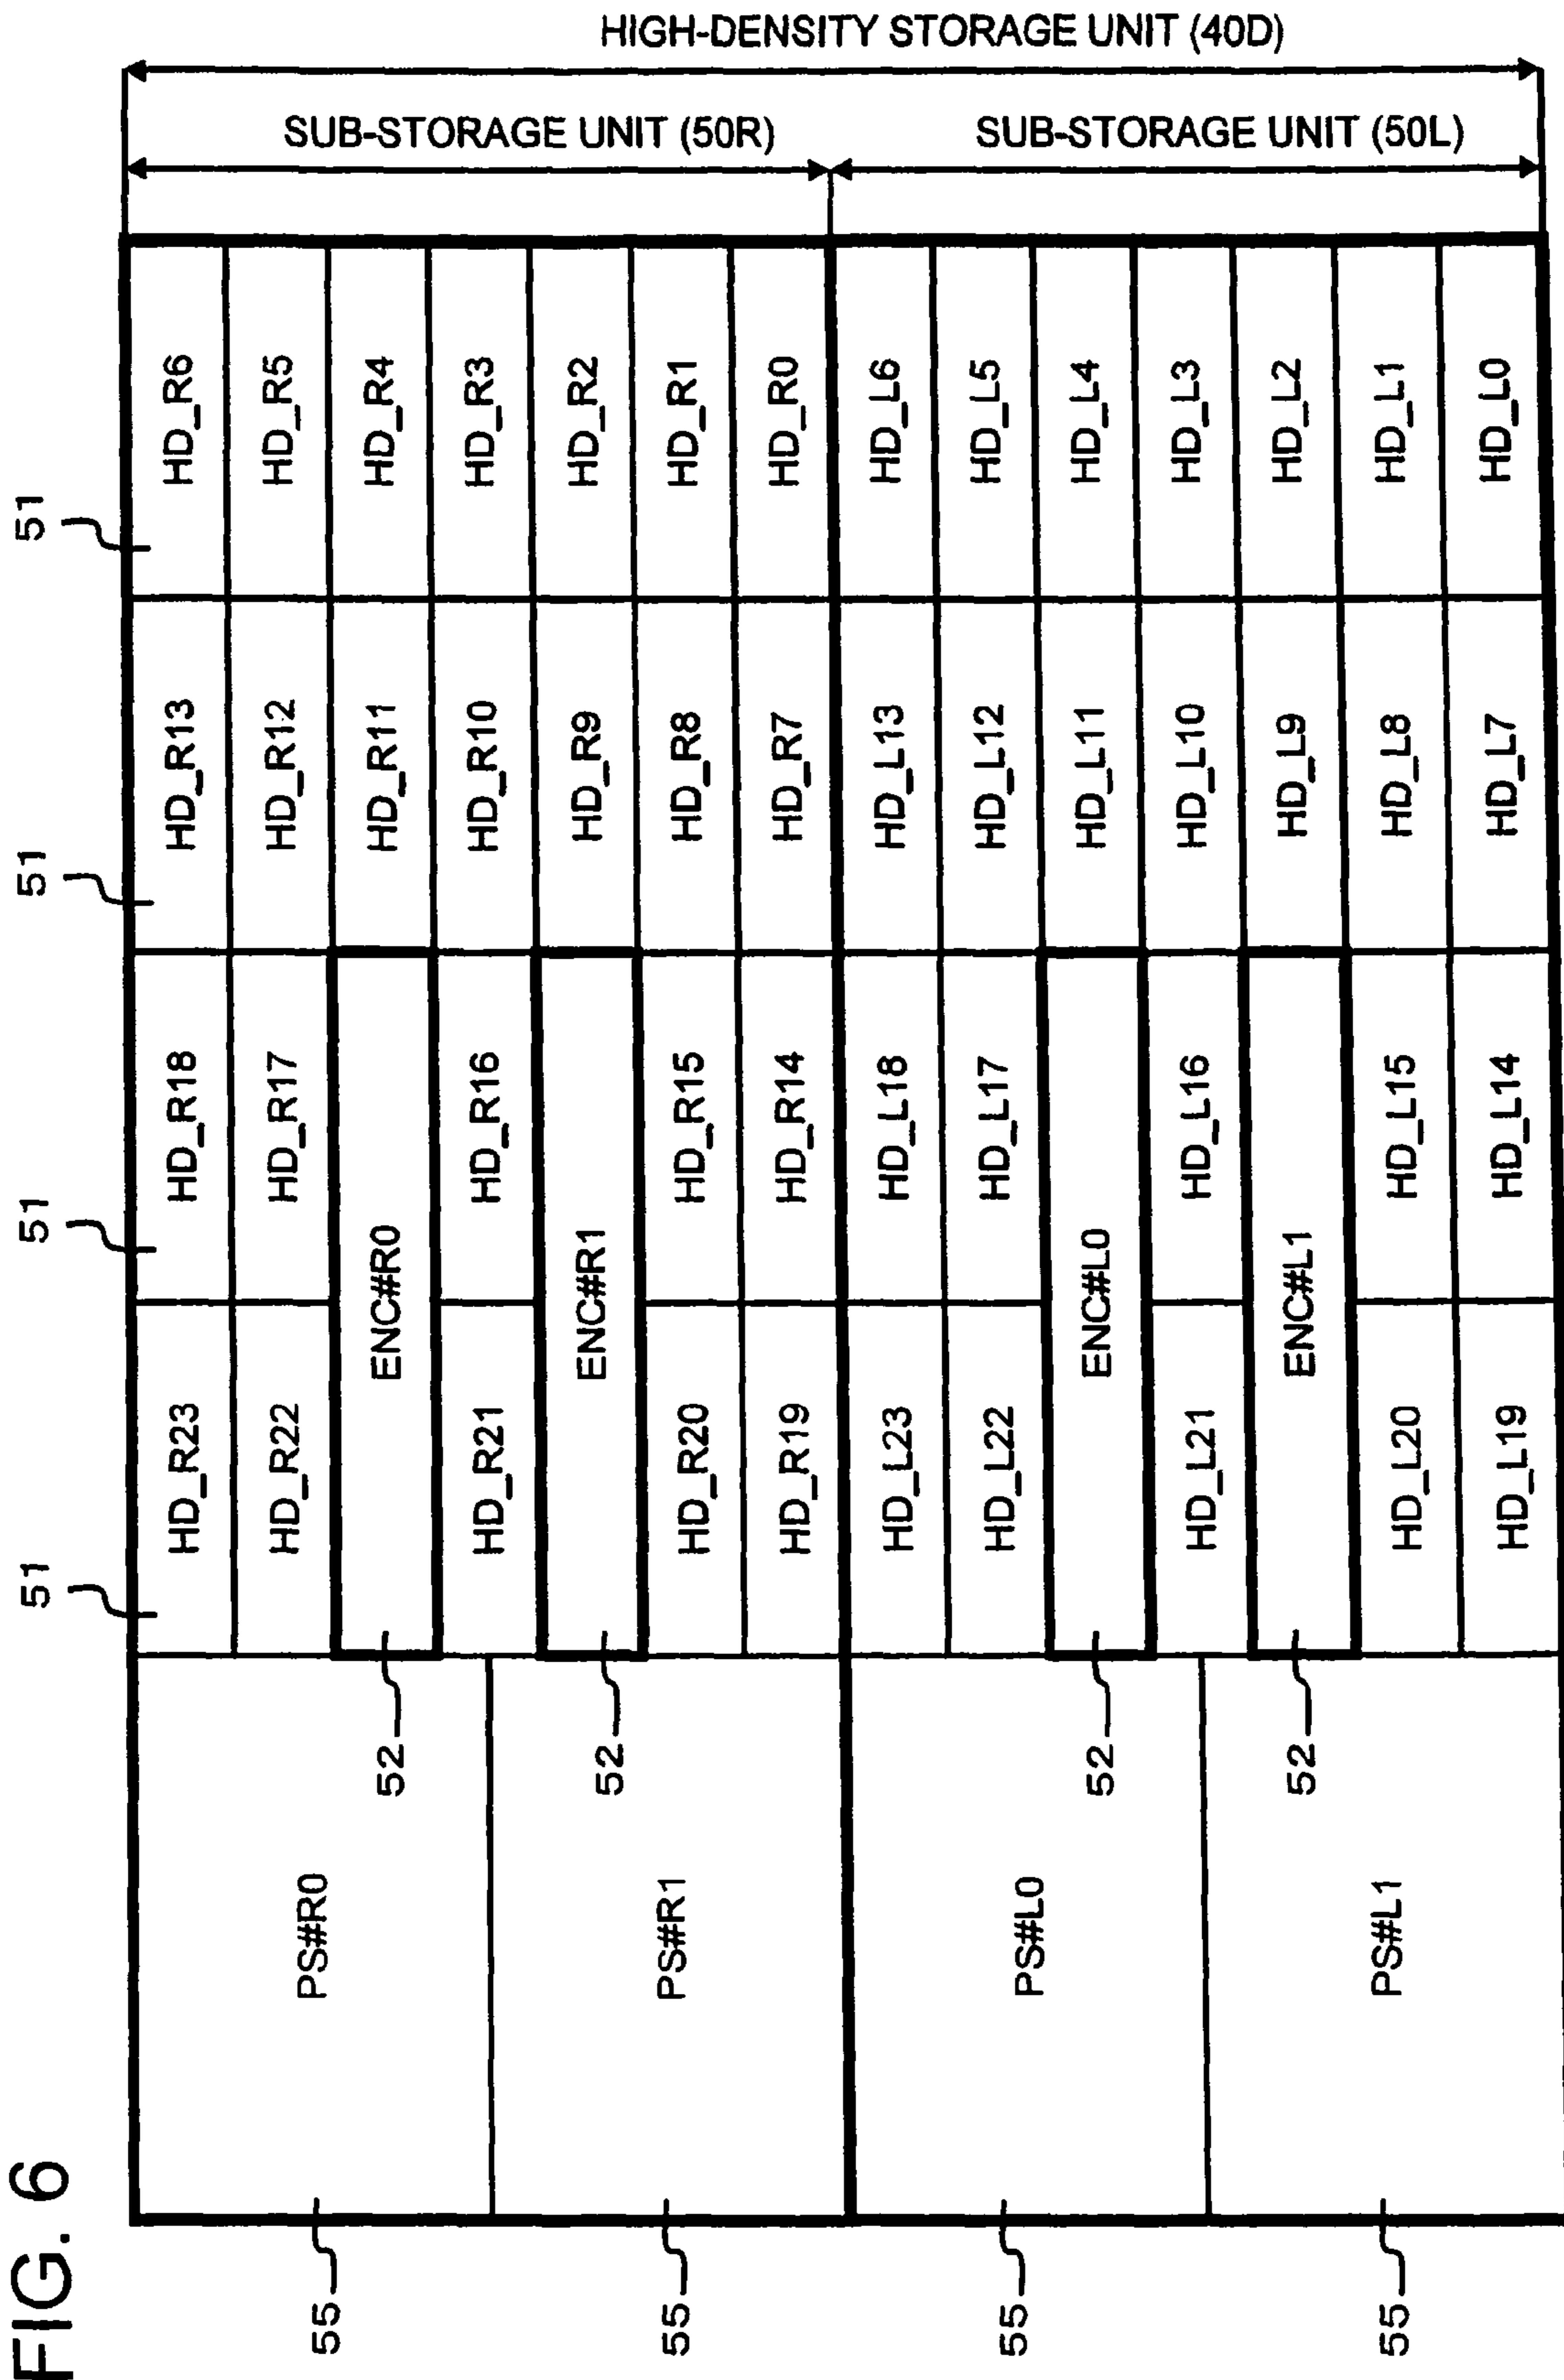 FIG. 6
HIGH-DENSITY STORAGE UNIT (40D)
SUB-STORAGE UNIT (50R)
SUB-STORAGE UNIT (50L)
51
51
51
51
55
PS#R0
HD_R23
HD_R18
HD_R13
HD_R6
HD_R22
HD_R17
HD_R12
HD_R5
52
ENC#R0
HD_R11
HD_R4
HD_R21
HD_R16
HD_R10
HD_R3
55
PS#R1
52
ENC#R1
HD_R9
HD_R2
HD_R20
HD_R15
HD_R8
HD_R1
HD_R19
HD_R14
HD_R7
HD_R0
55
PS#L0
HD_L23
HD_L18
HD_L13
HD_L6
HD_L22
HD_L17
HD_L12
HD_L5
52
ENC#L0
HD_L11
HD_L4
HD_L21
HD_L16
HD_L10
HD_L3
55
PS#L1
52
ENC#L1
HD_L9
HD_L2
HD_L20
HD_L15
HD_L8
HD_L1
HD_L19
HD_L14
HD_L7
HD_L0